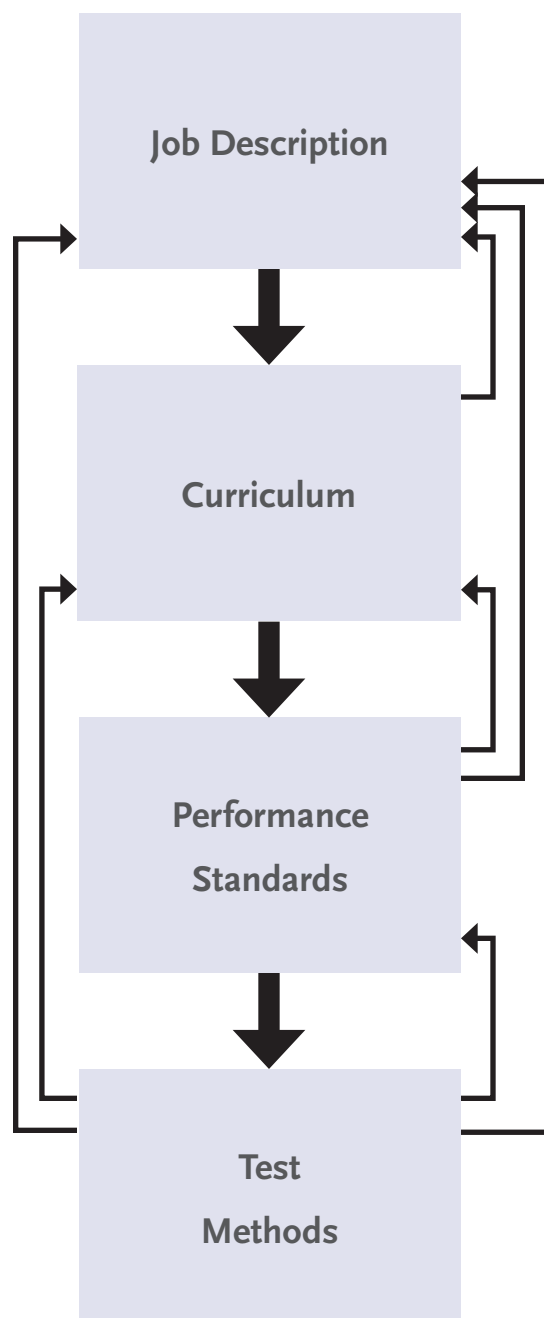 Job Description
Curriculum
Performance
Standards
Test
Methods